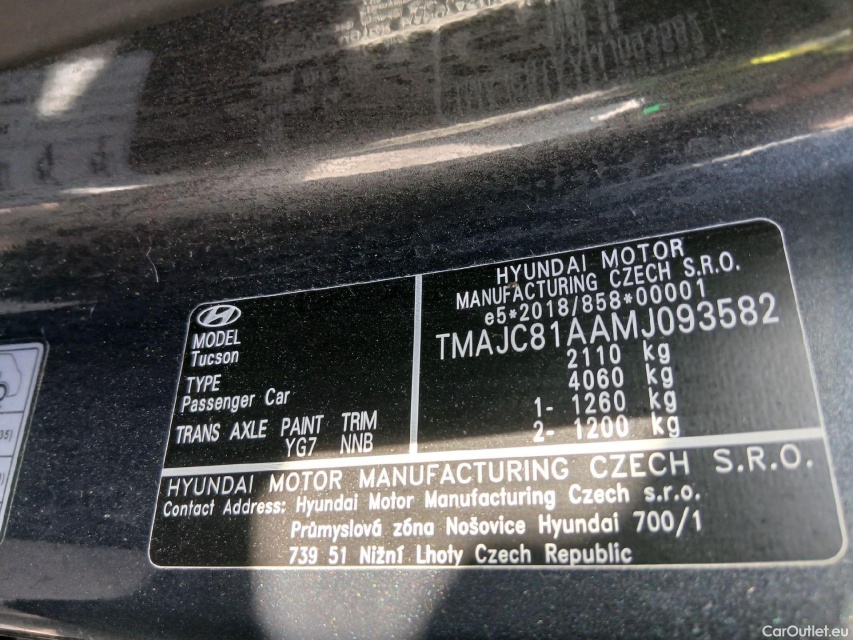 HYUNDAI MOTOR
MANUFACTURING CZECH S.R.O.
e5*2018/858*00001
TMAJC81AAMJ093582
2110 kg
4060 kg
1- 1260 kg
2- 1200 kg
MODEL
Tucson
TYPE
Passenger Car
TRANS AXLE PAINT TRIM
YG7 NNB
HYUNDAI MOTOR MANUFACTURING CZECH S.R.O.
Contact Address: Hyundai Motor Manufacturing Czech s.r.o.
Průmyslová zóna Nošovice Hyundai 700/1
739 51 Nižní Lhoty Czech Republic
CarOutlet.eu